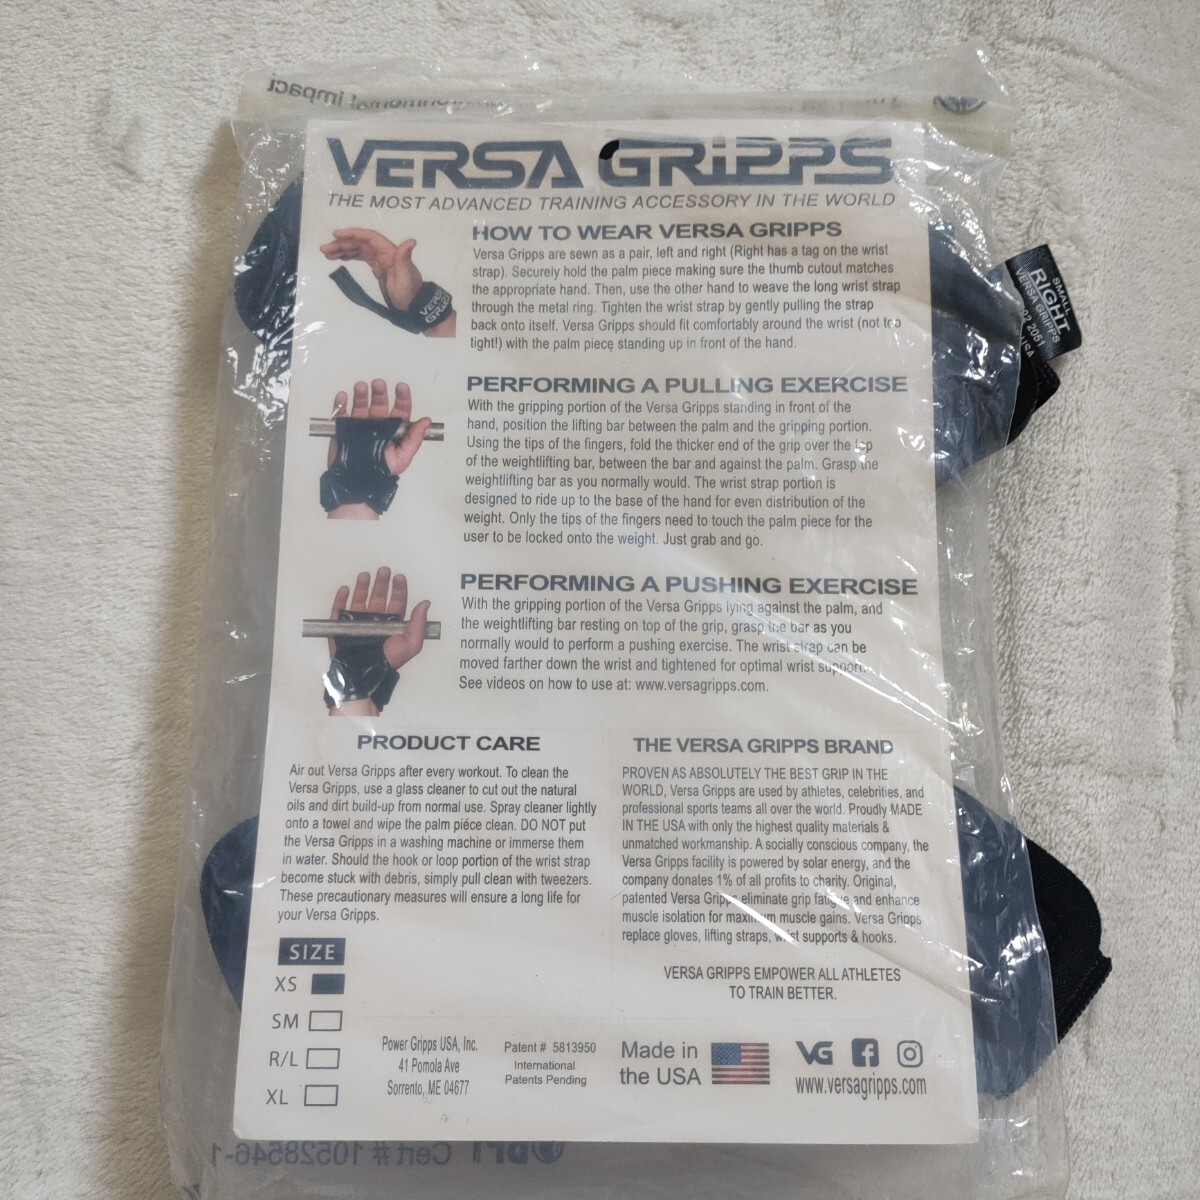 VERSA GRIPPS
THE MOST ADVANCED TRAINING ACCESSORY IN THE WORLD
HOW TO WEAR VERSA GRIPPS
Versa Gripps are sewn as a pair, left and right (Right has a tag on the wrist
strap). Securely hold the palm piece making sure the thumb cutout matches
the appropriate hand. Then, use the other hand to weave the long wrist strap
through the metal ring. Tighten the wrist strap by gently pulling the strap
back onto itself. Versa Gripps should fit comfortably around the wrist (not too
tight!) with the palm piece standing up in front of the hand.
SMALL
RIGHT
VERSA GRIPPS
02 2051
USA
PERFORMING A PULLING EXERCISE
With the gripping portion of the Versa Gripps standing in front of the
hand, position the lifting bar between the palm and the gripping portion.
Using the tips of the fingers, fold the thicker end of the grip over the top
of the weightlifting bar, between the bar and against the palm. Grasp the
weightlifting bar as you normally would. The wrist strap portion is
designed to ride up to the base of the hand for even distribution of the
weight. Only the tips of the fingers need to touch the palm piece for the
user to be locked onto the weight. Just grab and go.
PERFORMING A PUSHING EXERCISE
With the gripping portion of the Versa Gripps lying against the palm, and
the weightlifting bar resting on top of the grip, grasp the bar as you
normally would to perform a pushing exercise. The wrist strap can be
moved farther down the wrist and tightened for optimal wrist support.
See videos on how to use at: www.versagripps.com.
PRODUCT CARE
Air out Versa Gripps after every workout. To clean the
Versa Gripps, use a glass cleaner to cut out the natural
oils and dirt build-up from normal use. Spray cleaner lightly
onto a towel and wipe the palm piece clean. DO NOT put
the Versa Gripps in a washing machine or immerse them
in water. Should the hook or loop portion of the wrist strap
become stuck with debris, simply pull clean with tweezers.
These precautionary measures will ensure a long life for
your Versa Gripps.
THE VERSA GRIPPS BRAND
PROVEN AS ABSOLUTELY THE BEST GRIP IN THE
WORLD, Versa Gripps are used by athletes, celebrities, and
professional sports teams all over the world. Proudly MADE
IN THE USA with only the highest quality materials &
unmatched workmanship. A socially conscious company, the
Versa Gripps facility is powered by solar energy, and the
company donates 1% of all profits to charity. Original,
patented Versa Gripps eliminate grip fatigue and enhance
muscle isolation for maximum muscle gains. Versa Gripps
replace gloves, lifting straps, wrist supports & hooks.
VERSA GRIPPS EMPOWER ALL ATHLETES
TO TRAIN BETTER.
SIZE
XS
SM
R/L
XL
Power Gripps USA, Inc.
41 Pomola Ave
Sorrento, ME 04677
Patent # 5813950
International
Patents Pending
Made in
the USA
VG
www.versagripps.com
Cert # 10528546-1